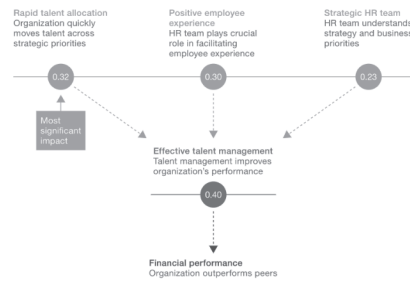 Rapid talent allocation
Organization quickly
moves talent across
strategic priorities
Positive employee
experience
HR team plays crucial
role in facilitating
employee experience
Strategic HR team
HR team understands
strategy and business
priorities
0.32
0.30
0.23
Most
significant
impact
Effective talent management
Talent management improves
organization's performance
0.40
Financial performance
Organization outperforms peers